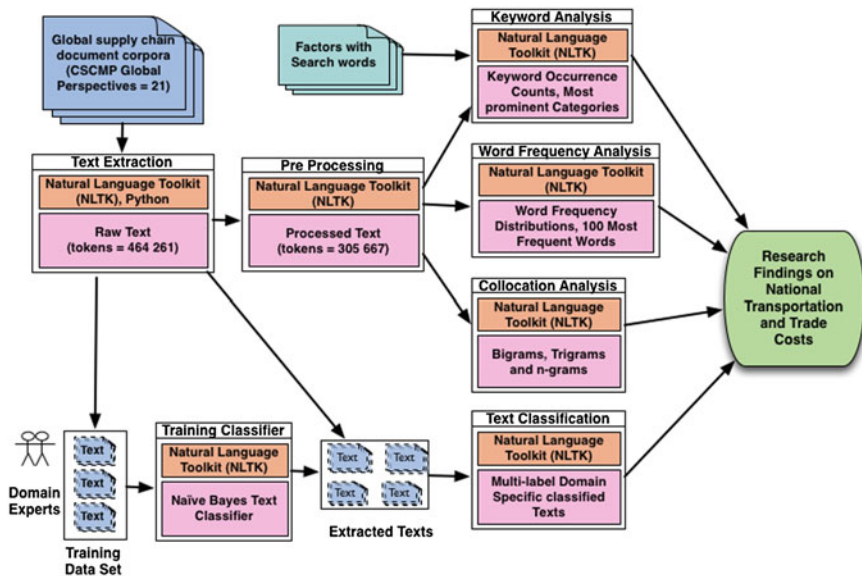 Global supply chain
document corpora
(CSCMP Global
Perspectives = 21)
Factors with
Search words
Keyword Analysis
Natural Language
Toolkit (NLTK)
Keyword Occurrence
Counts, Most
prominent Categories
Text Extraction
Natural Language Toolkit
(NLTK), Python
Raw Text
(tokens = 464 261)
Pre Processing
Natural Language Toolkit
(NLTK)
Processed Text
(tokens = 305 667)
Word Frequency Analysis
Natural Language Toolkit
(NLTK)
Word Frequency
Distributions, 100 Most
Frequent Words
Collocation Analysis
Natural Language
Toolkit (NLTK)
Bigrams, Trigrams
and n-grams
Research
Findings on
National
Transportation
and Trade
Costs
Domain
Experts
Text
Text
Text
Training
Data Set
Training Classifier
Natural Language
Toolkit (NLTK)
Naïve Bayes Text
Classifier
Text
Text
Text
Text
Extracted Texts
Text Classification
Natural Language
Toolkit (NLTK)
Multi-label Domain
Specific classified
Texts